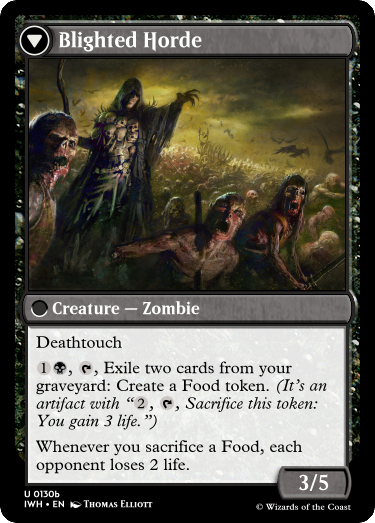 Blighted Horde
Creature — Zombie
Deathtouch
1, , Exile two cards from your
graveyard: Create a Food token. (It's an
artifact with “2, , Sacrifice this token:
You gain 3 life.”)
Whenever you sacrifice a Food, each
opponent loses 2 life.
3/5
U 0130b
IWH • EN Thomas Elliott
© Wizards of the Coast